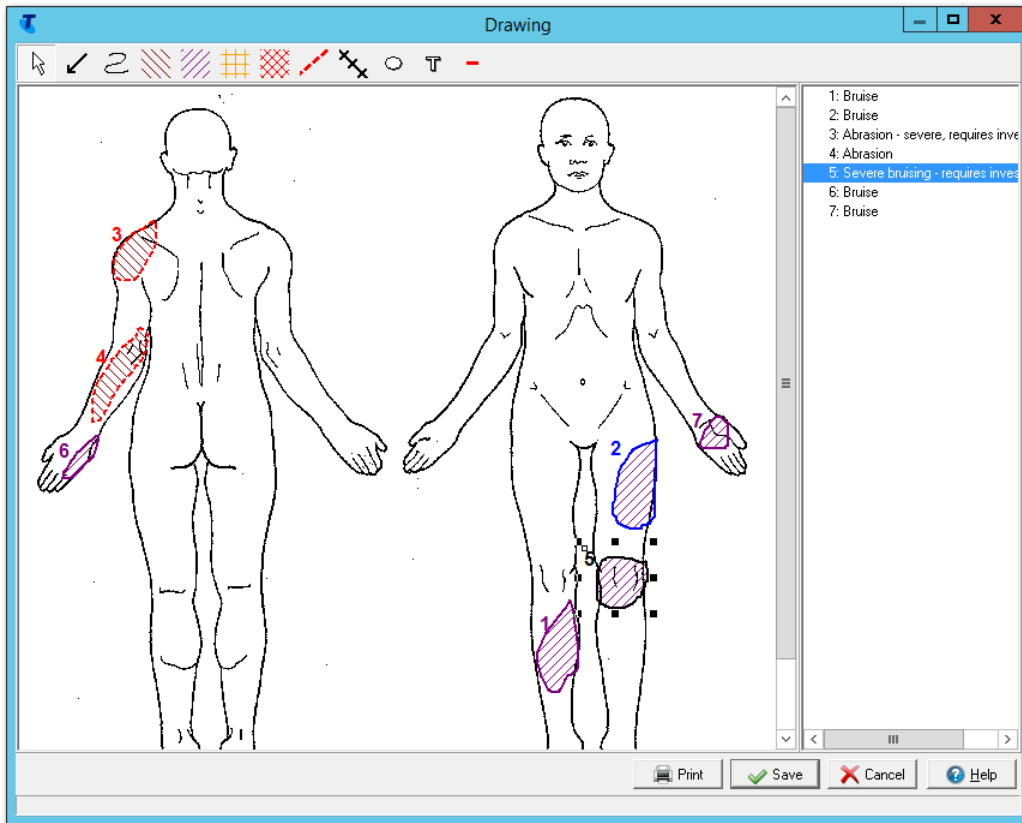 Drawing
1: Bruise
2: Bruise
3: Abrasion - severe, requires inve
4: Abrasion
5: Severe bruising - requires inves
6: Bruise
7: Bruise
3
4
6
7
2
5
1
Print
Save
Cancel
Help